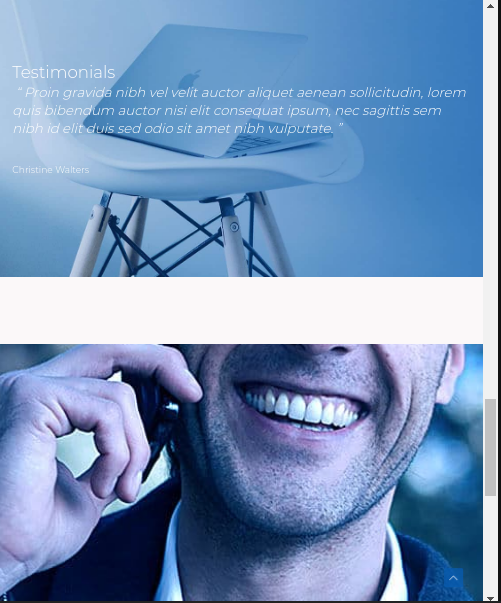 Testimonials
“ Proin gravida nibh vel velit auctor aliquet aenean sollicitudin, lorem
quis bibendum auctor nisi elit consequat ipsum, nec sagittis sem
nibh id elit duis sed odio sit amet nibh vulputate. ”
Christine Walters